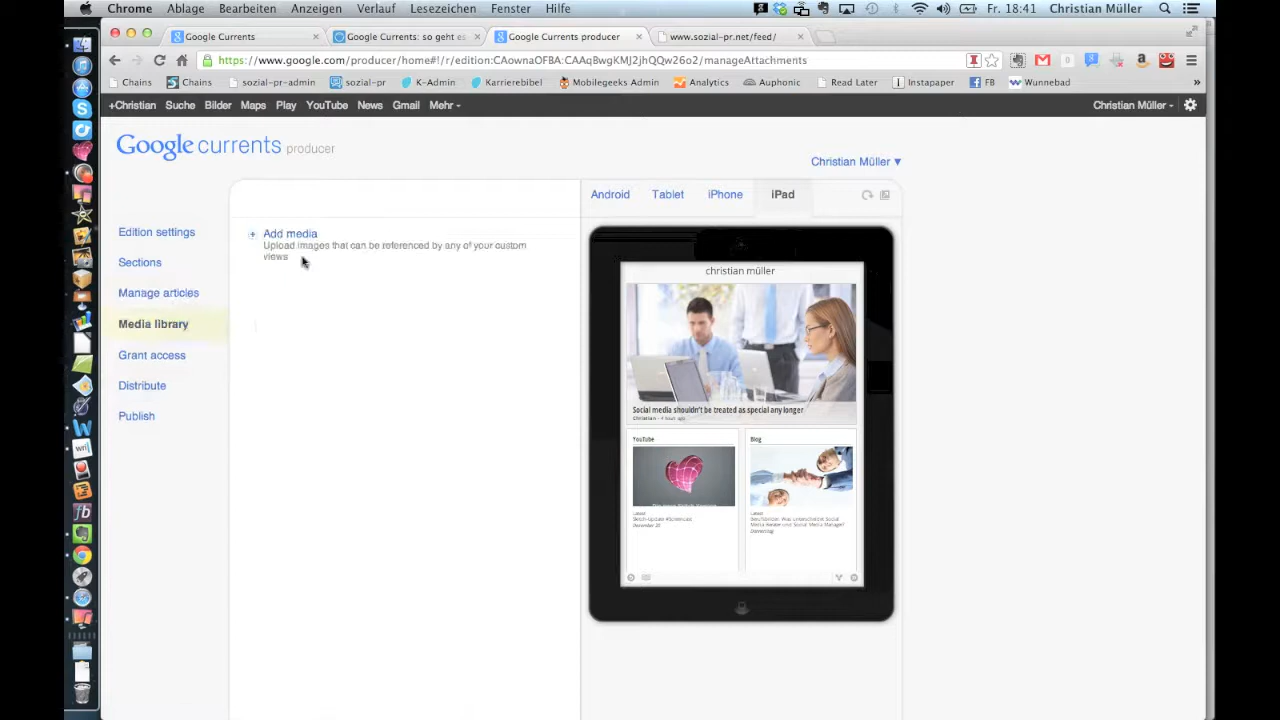 Chrome Ablage Bearbeiten Anzeigen Verlauf Lesezeichen Fenster Hilfe Fr. 18:41 Christian Müller
Google Currents
Google Currents: so geht es
Google Currents producer
www.sozial-pr.net/feed/
https://www.google.com/producer/home#!/r/edition:CAownaOFBA:CAAqBwgKMJ2jhQQw26o2/manageAttachments
Chains Chains sozial-pr-admin sozial-pr K-Admin Karrierebibel Mobilegeeks Admin Analytics Auphonic Read Later Instapaper FB Wunnebad »
+Christian Suche Bilder Maps Play YouTube News Gmail Mehr Christian Müller
Google currents producer
Christian Müller ▼
Android Tablet iPhone iPad
Edition settings
Sections
Manage articles
Media library
Grant access
Distribute
Publish
Add media
Upload images that can be referenced by any of your custom
views
christian müller
Social media shouldn't be treated as special any longer
YouTube
Blog
Latest
Latest